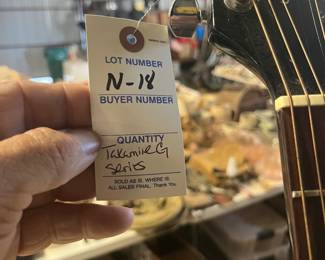 LOT NUMBER
N-18
BUYER NUMBER
QUANTITY
Takamine G
Series
SOLD AS IS, WHERE IS
ALL SALES FINAL. Thank You